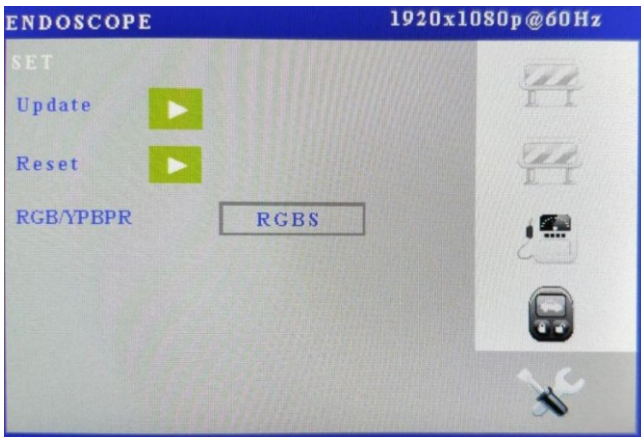 ENDOSCOPE 1920x1080p@60Hz
SET
Update
Reset
RGB/YPBPR RGBS